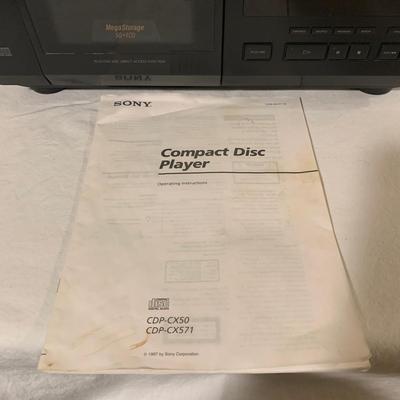 MegaStorage
50+1CD
SONY
SONY
Compact Disc
Player
Operating Instructions
CDP-CX50
CDP-CX571
© 1997 by Sony Corporation